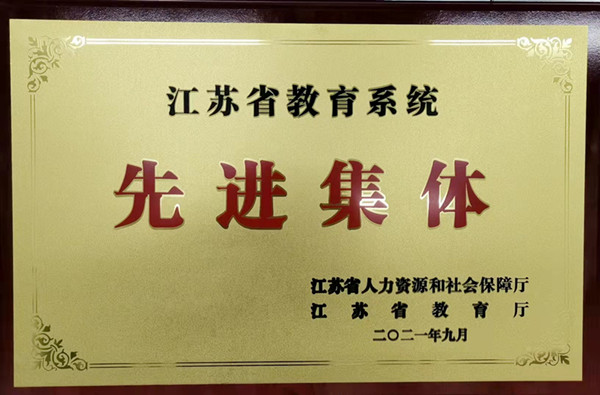 江苏省教育系统
先进集体
江苏省人力资源和社会保障厅
江苏省教育厅
二〇二一年九月